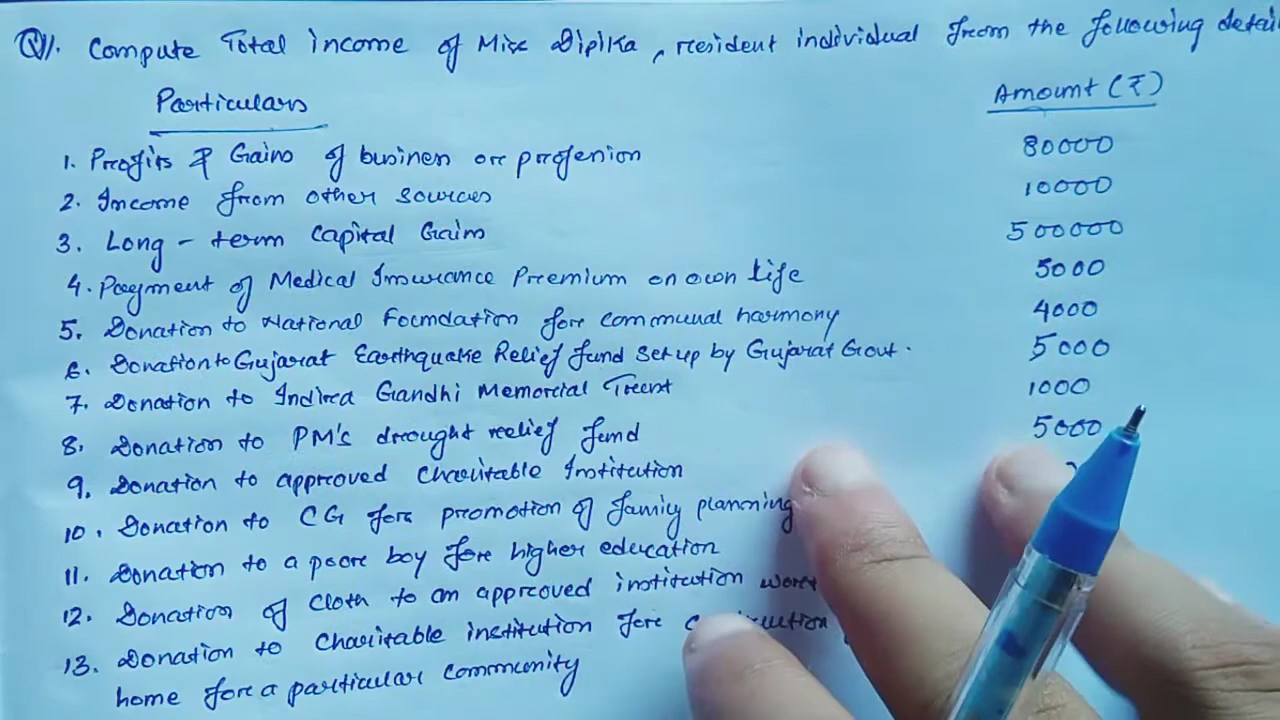 Q1. Compute Total income of Miss Dipika, resident individual from the following detai
Particulars
Amount (₹)
1. Profits & Gains of business or profession 80000
2. Income from other sources 10000
3. Long-term Capital Gains 500000
4. Payment of Medical Insurance Premium on own life 5000
5. Donation to National Foundation for communal harmony 4000
6. Donation to Gujarat Earthquake Relief fund set up by Gujarat Govt. 5000
7. Donation to Indira Gandhi Memorial Trust 1000
8. Donation to PM's drought relief fund 5000
9. Donation to approved charitable Institution
10. Donation to CG for promotion of family planning
11. Donation to a poor boy for higher education
12. Donation of cloth to an approved institution
13. Donation to charitable institution for
home for a particular community